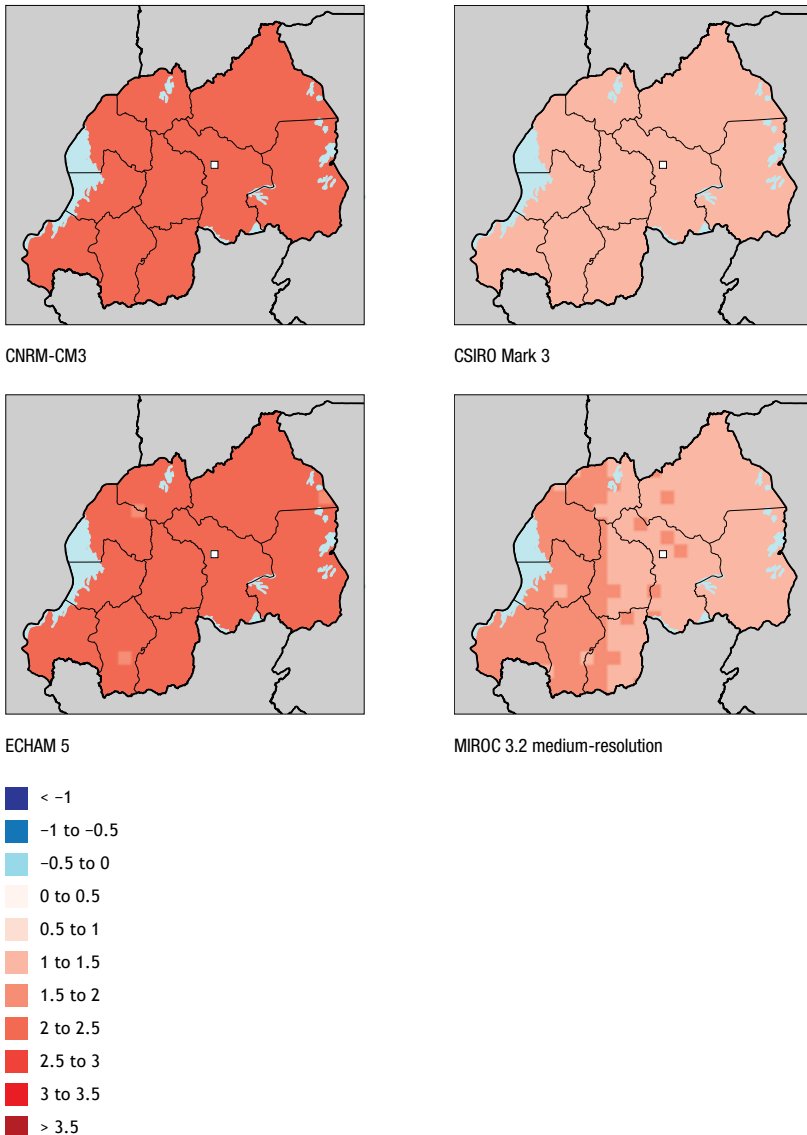 CNRM-CM3
CSIRO Mark 3
ECHAM 5
MIROC 3.2 medium-resolution
< −1
−1 to −0.5
−0.5 to 0
0 to 0.5
0.5 to 1
1 to 1.5
1.5 to 2
2 to 2.5
2.5 to 3
3 to 3.5
> 3.5